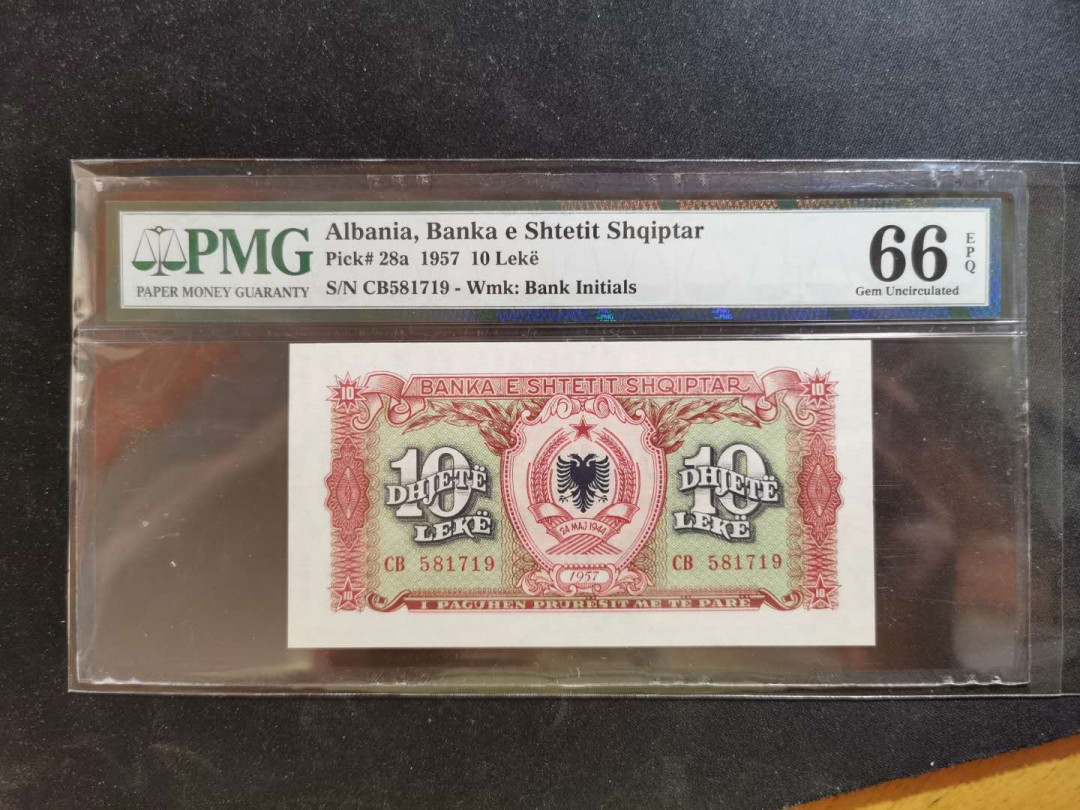 PMG
PAPER MONEY GUARANTY
Albania, Banka e Shtetit Shqiptar
Pick# 28a 1957 10 Lekë
S/N CB581719 - Wmk: Bank Initials
66 EPQ
Gem Uncirculated
10 BANKA E SHTETIT SHQIPTAR 10
10 DHJETË LEKË
10 DHJETË LEKË
24 MAJ 1944
CB 581719
CB 581719
1957
10 I PAGUHEN PRURËSIT ME TË PARË 10